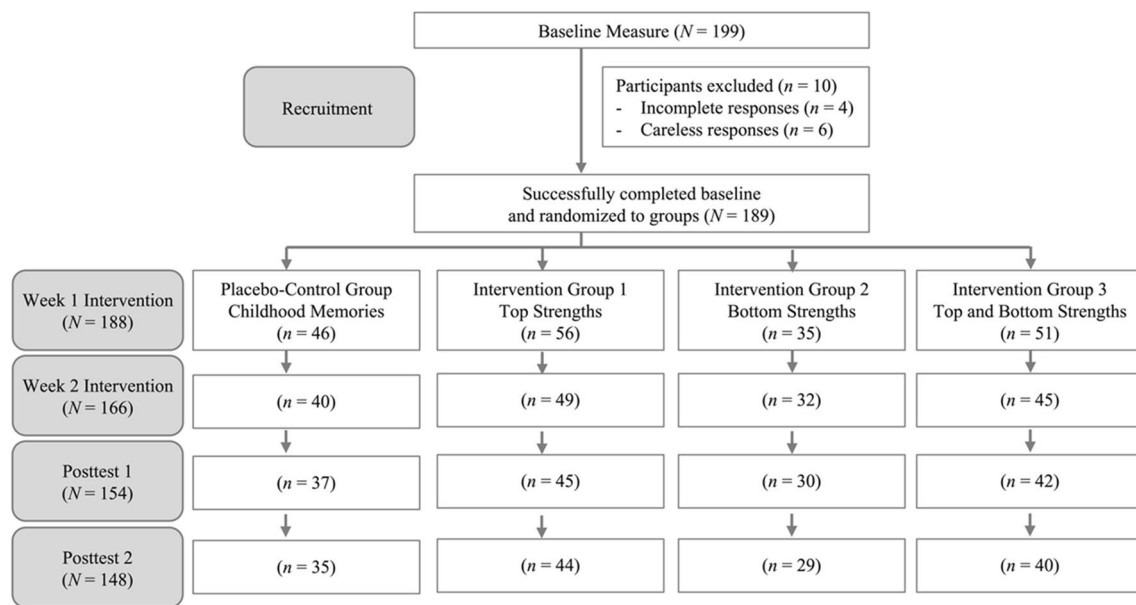 Baseline Measure (N = 199)
Recruitment
Participants excluded (n = 10)
- Incomplete responses (n = 4)
- Careless responses (n = 6)
Successfully completed baseline
and randomized to groups (N = 189)
Week 1 Intervention
(N = 188)
Placebo-Control Group
Childhood Memories
(n = 46)
Intervention Group 1
Top Strengths
(n = 56)
Intervention Group 2
Bottom Strengths
(n = 35)
Intervention Group 3
Top and Bottom Strengths
(n = 51)
Week 2 Intervention
(N = 166)
(n = 40)
(n = 49)
(n = 32)
(n = 45)
Posttest 1
(N = 154)
(n = 37)
(n = 45)
(n = 30)
(n = 42)
Posttest 2
(N = 148)
(n = 35)
(n = 44)
(n = 29)
(n = 40)